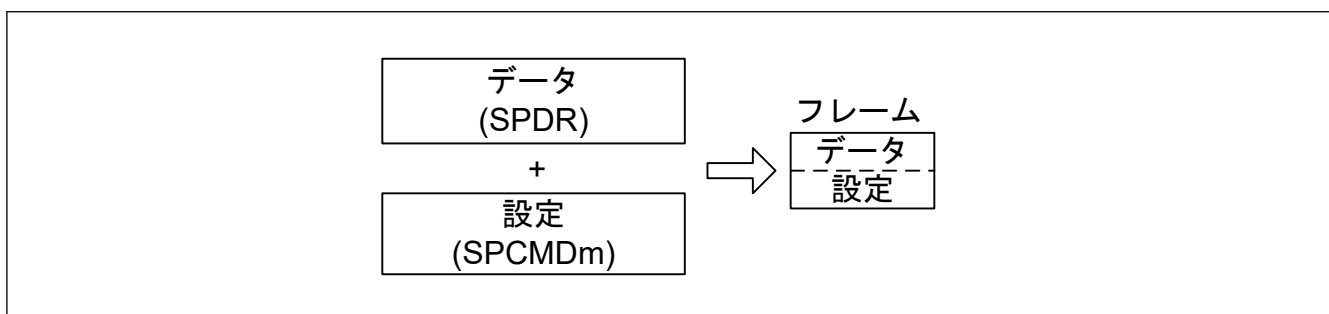 データ
(SPDR)
+
設定
(SPCMDm)
フレーム
データ
設定